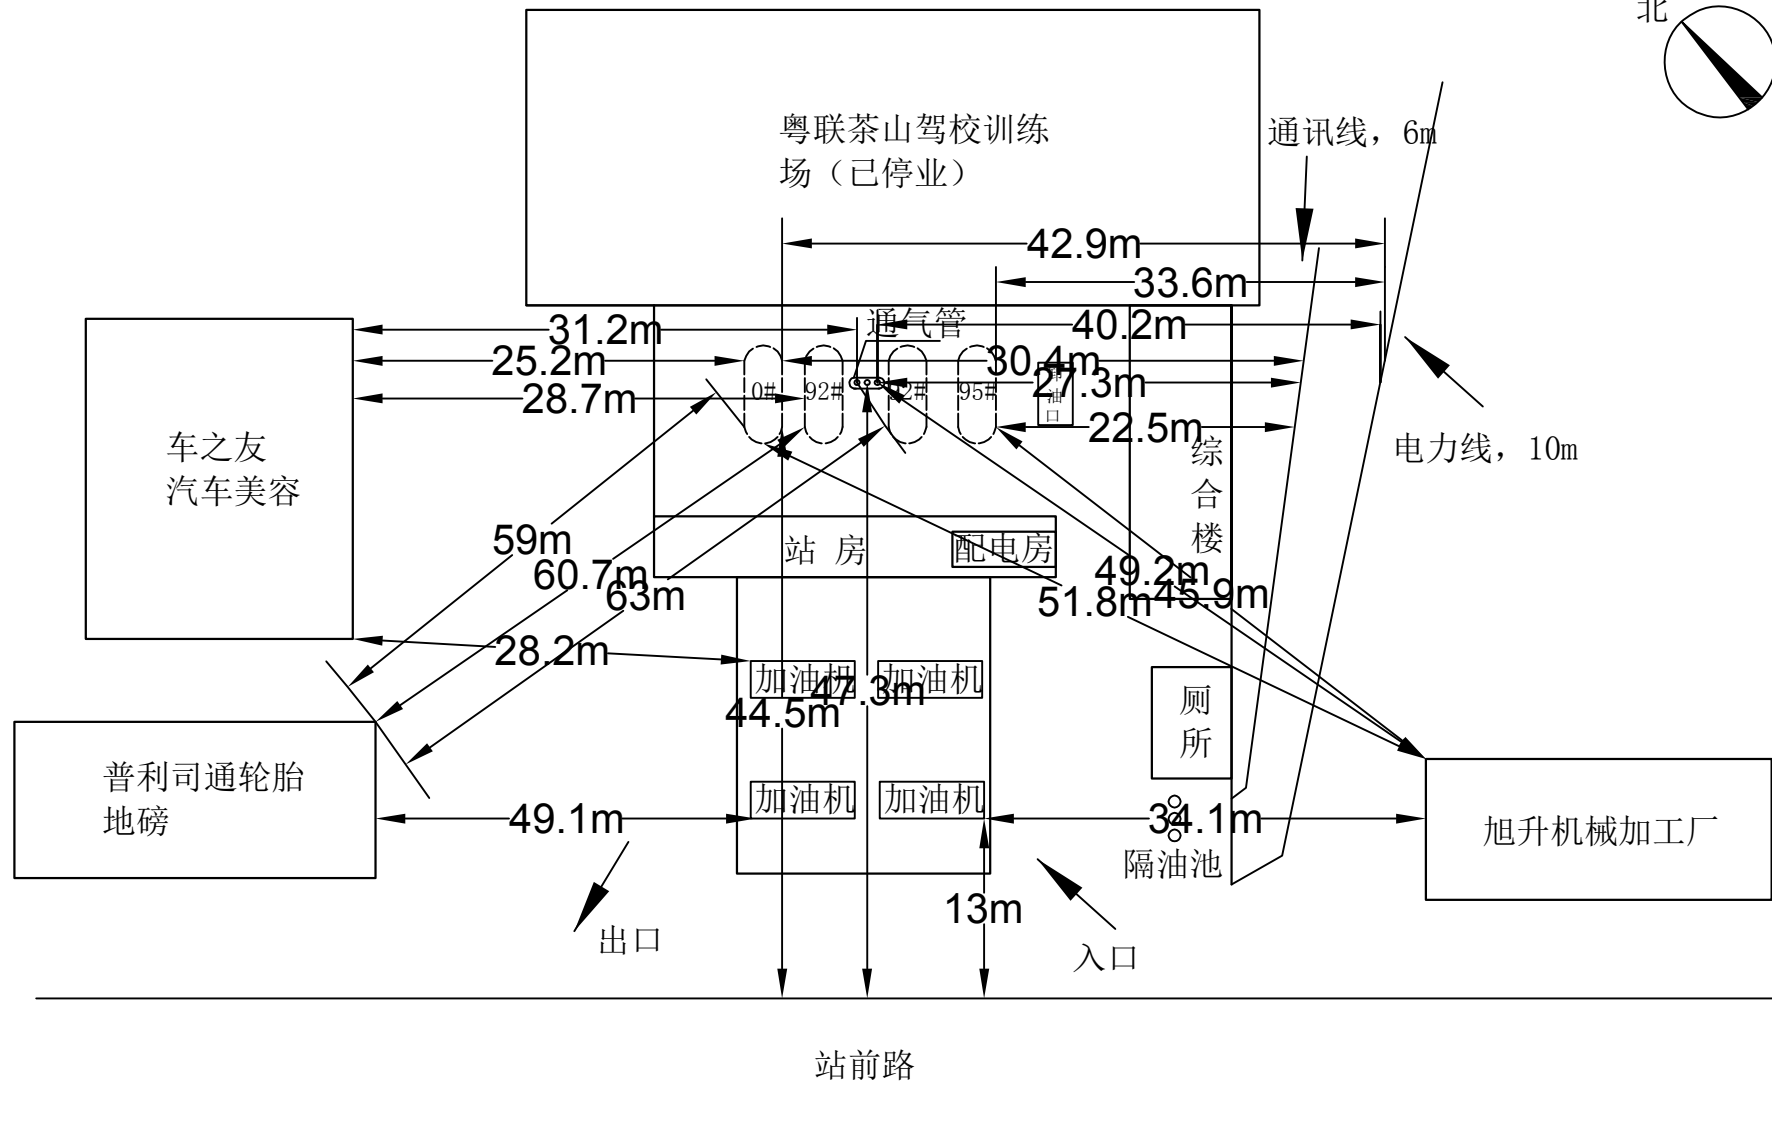 北
粤联茶山驾校训练
场（已停业）
通讯线，6m
42.9m
33.6m
31.2m
通气管
40.2m
25.2m
30.4m
0#
92#
92#
95#
27.3m
卸
油
口
28.7m
22.5m
电力线，10m
车之友
汽车美容
综
合
楼
59m
60.7m
63m
站 房
配电房
49.2m
51.8m
45.9m
28.2m
加油机
加油机
47.3m
44.5m
厕
所
普利司通轮胎
地磅
49.1m
加油机
加油机
34.1m
旭升机械加工厂
隔油池
13m
出口
入口
站前路